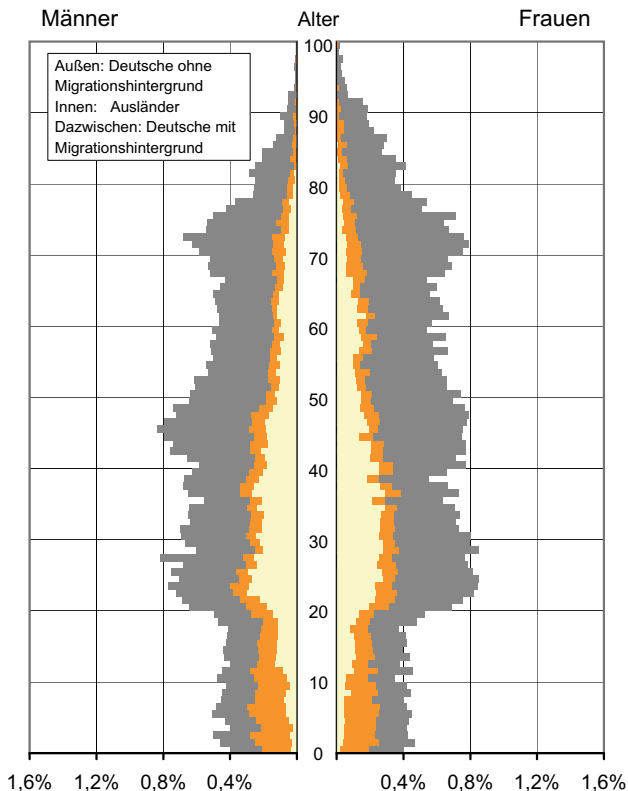 Männer Alter Frauen
100
Außen: Deutsche ohne
Migrationshintergrund
Innen: Ausländer
Dazwischen: Deutsche mit
Migrationshintergrund
90
80
70
60
50
40
30
20
10
0
1,6% 1,2% 0,8% 0,4% 0,4% 0,8% 1,2% 1,6%